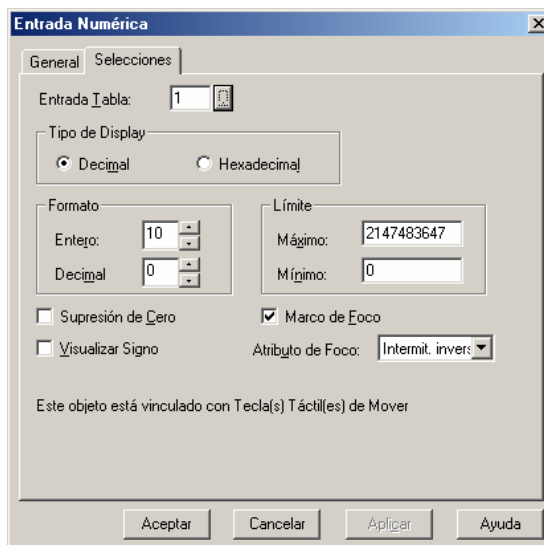 Entrada Numérica
General Selecciones
Entrada Tabla: 1
Tipo de Display
Decimal Hexadecimal
Formato Límite
Entero: 10 Máximo: 2147483647
Decimal 0 Mínimo: 0
Supresión de Cero Marco de Foco
Visualizar Signo Atributo de Foco: Intermit. invers
Este objeto está vinculado con Tecla(s) Táctil(es) de Mover
Aceptar Cancelar Aplicar Ayuda